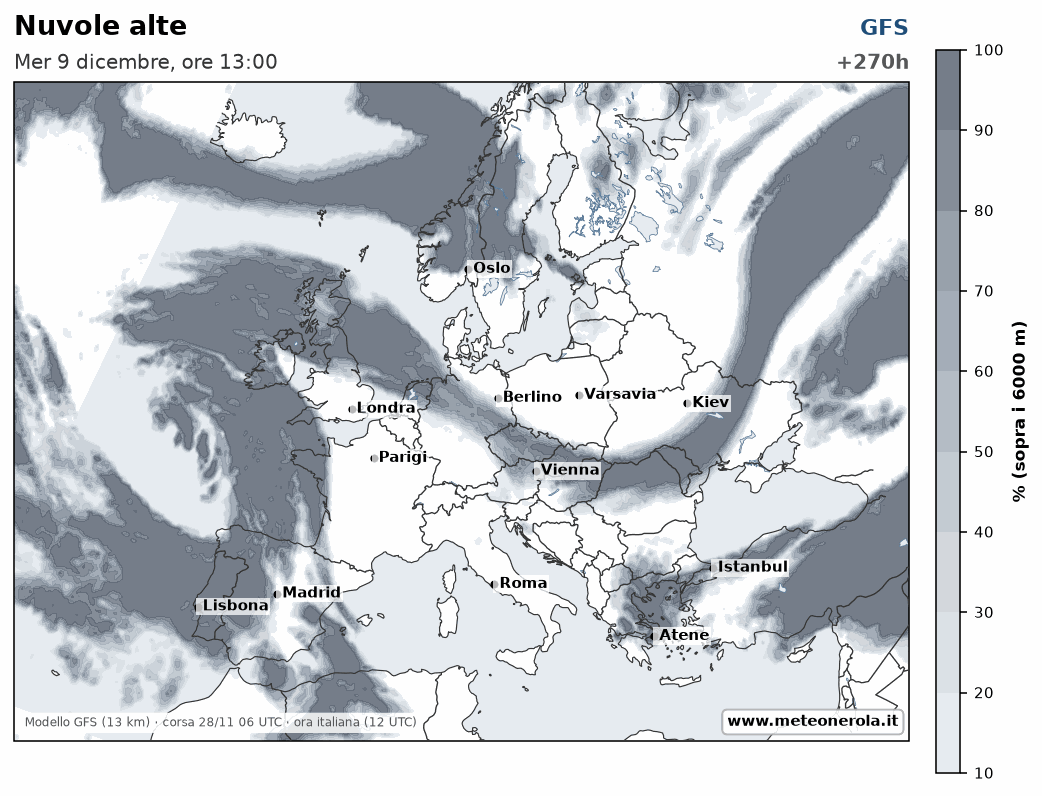 Nuvole alte
GFS
Mer 9 dicembre, ore 13:00
+270h
100
90
80
70
60
50
40
30
20
10
% (sopra i 6000 m)
Oslo
Berlino
Varsavia
Kiev
Londra
Parigi
Vienna
Istanbul
Roma
Madrid
Lisbona
Atene
Modello GFS (13 km) · corsa 28/11 06 UTC · ora italiana (12 UTC)
www.meteonerola.it